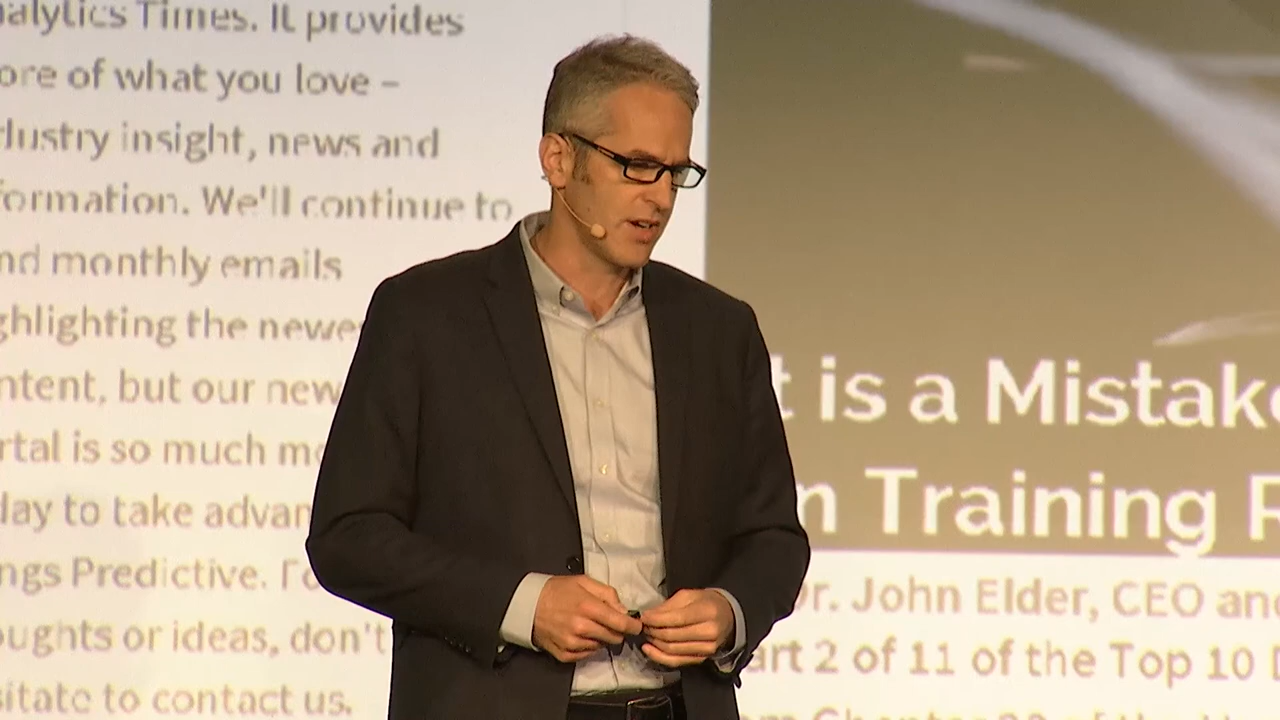 alytics Times. It provides
ore of what you love –
dustry insight, news and
formation. We'll continue to
nd monthly emails
ghlighting the newe
ntent, but our new
rtal is so much mo
day to take advan
ngs Predictive. To
oughts or ideas, don't
sitate to contact us.
t is a Mistake
n Training R
Dr. John Elder, CEO and
art 2 of 11 of the Top 10 D